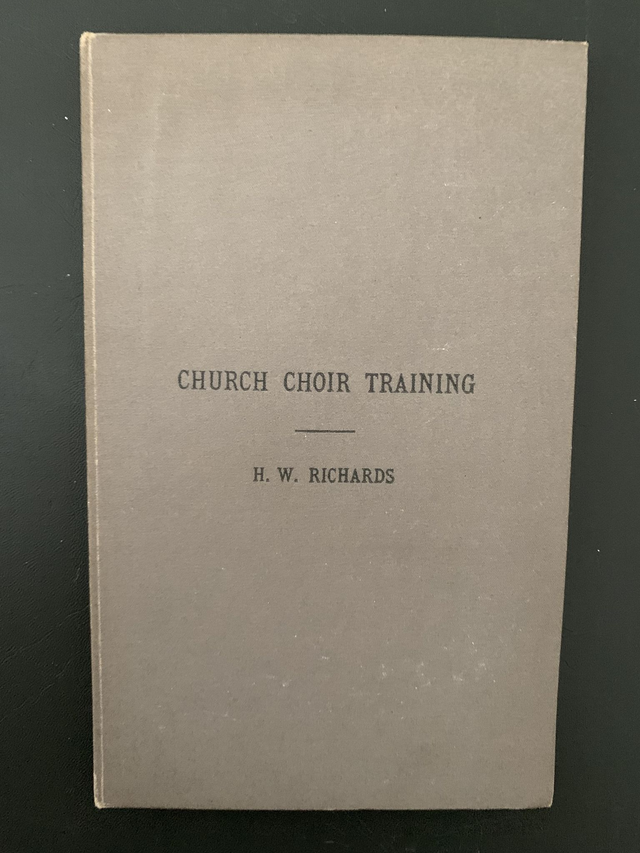 CHURCH CHOIR TRAINING
H. W. RICHARDS